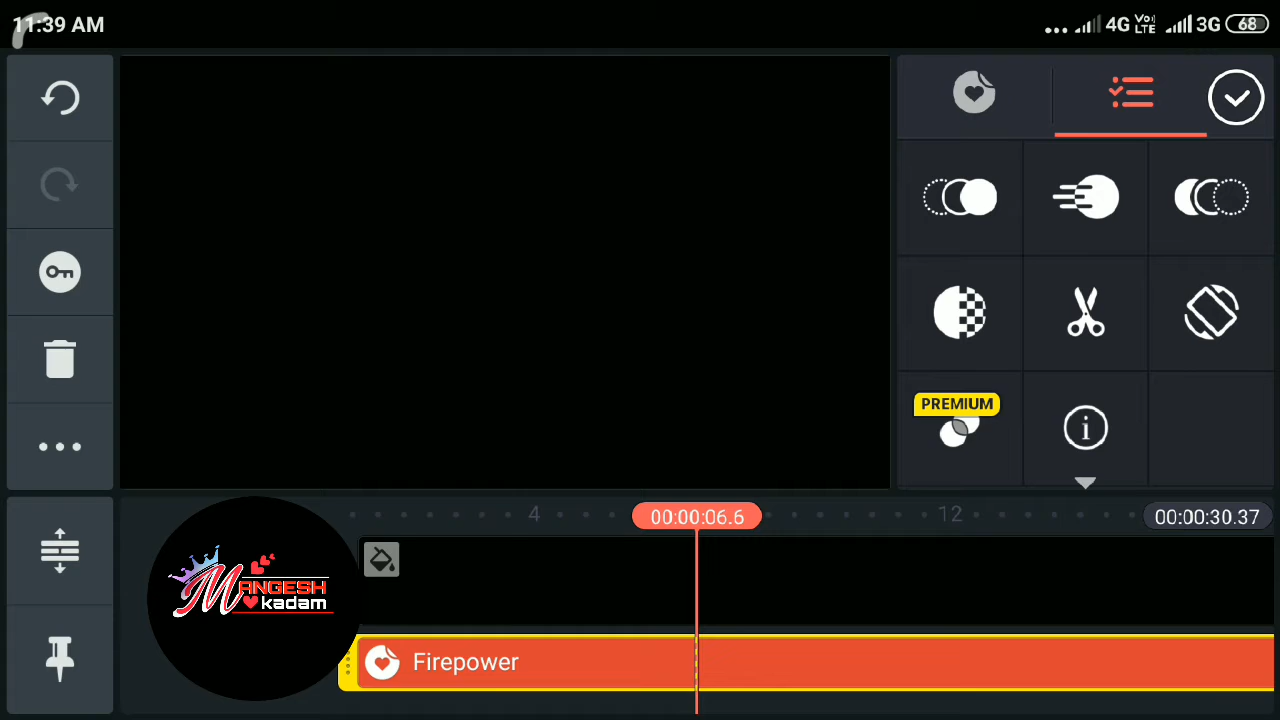 11:39 AM
4G Vo) LTE 3G 68
PREMIUM
4
00:00:06.6
12
00:00:30.37
MANGESH
kadam
Firepower